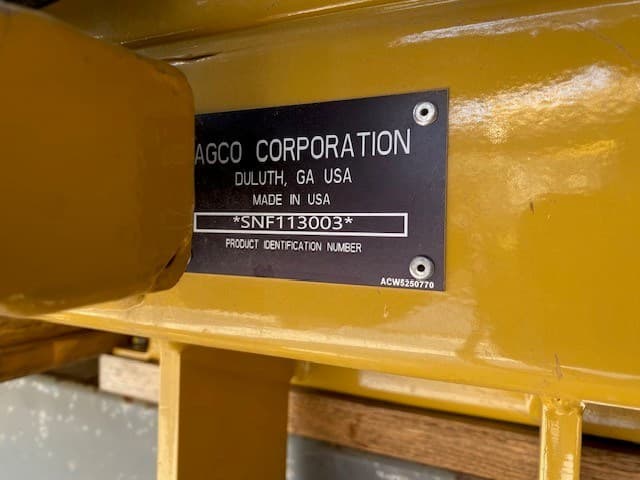 AGCO CORPORATION
DULUTH, GA USA
MADE IN USA
*SNF113003*
PRODUCT IDENTIFICATION NUMBER
ACW5250770